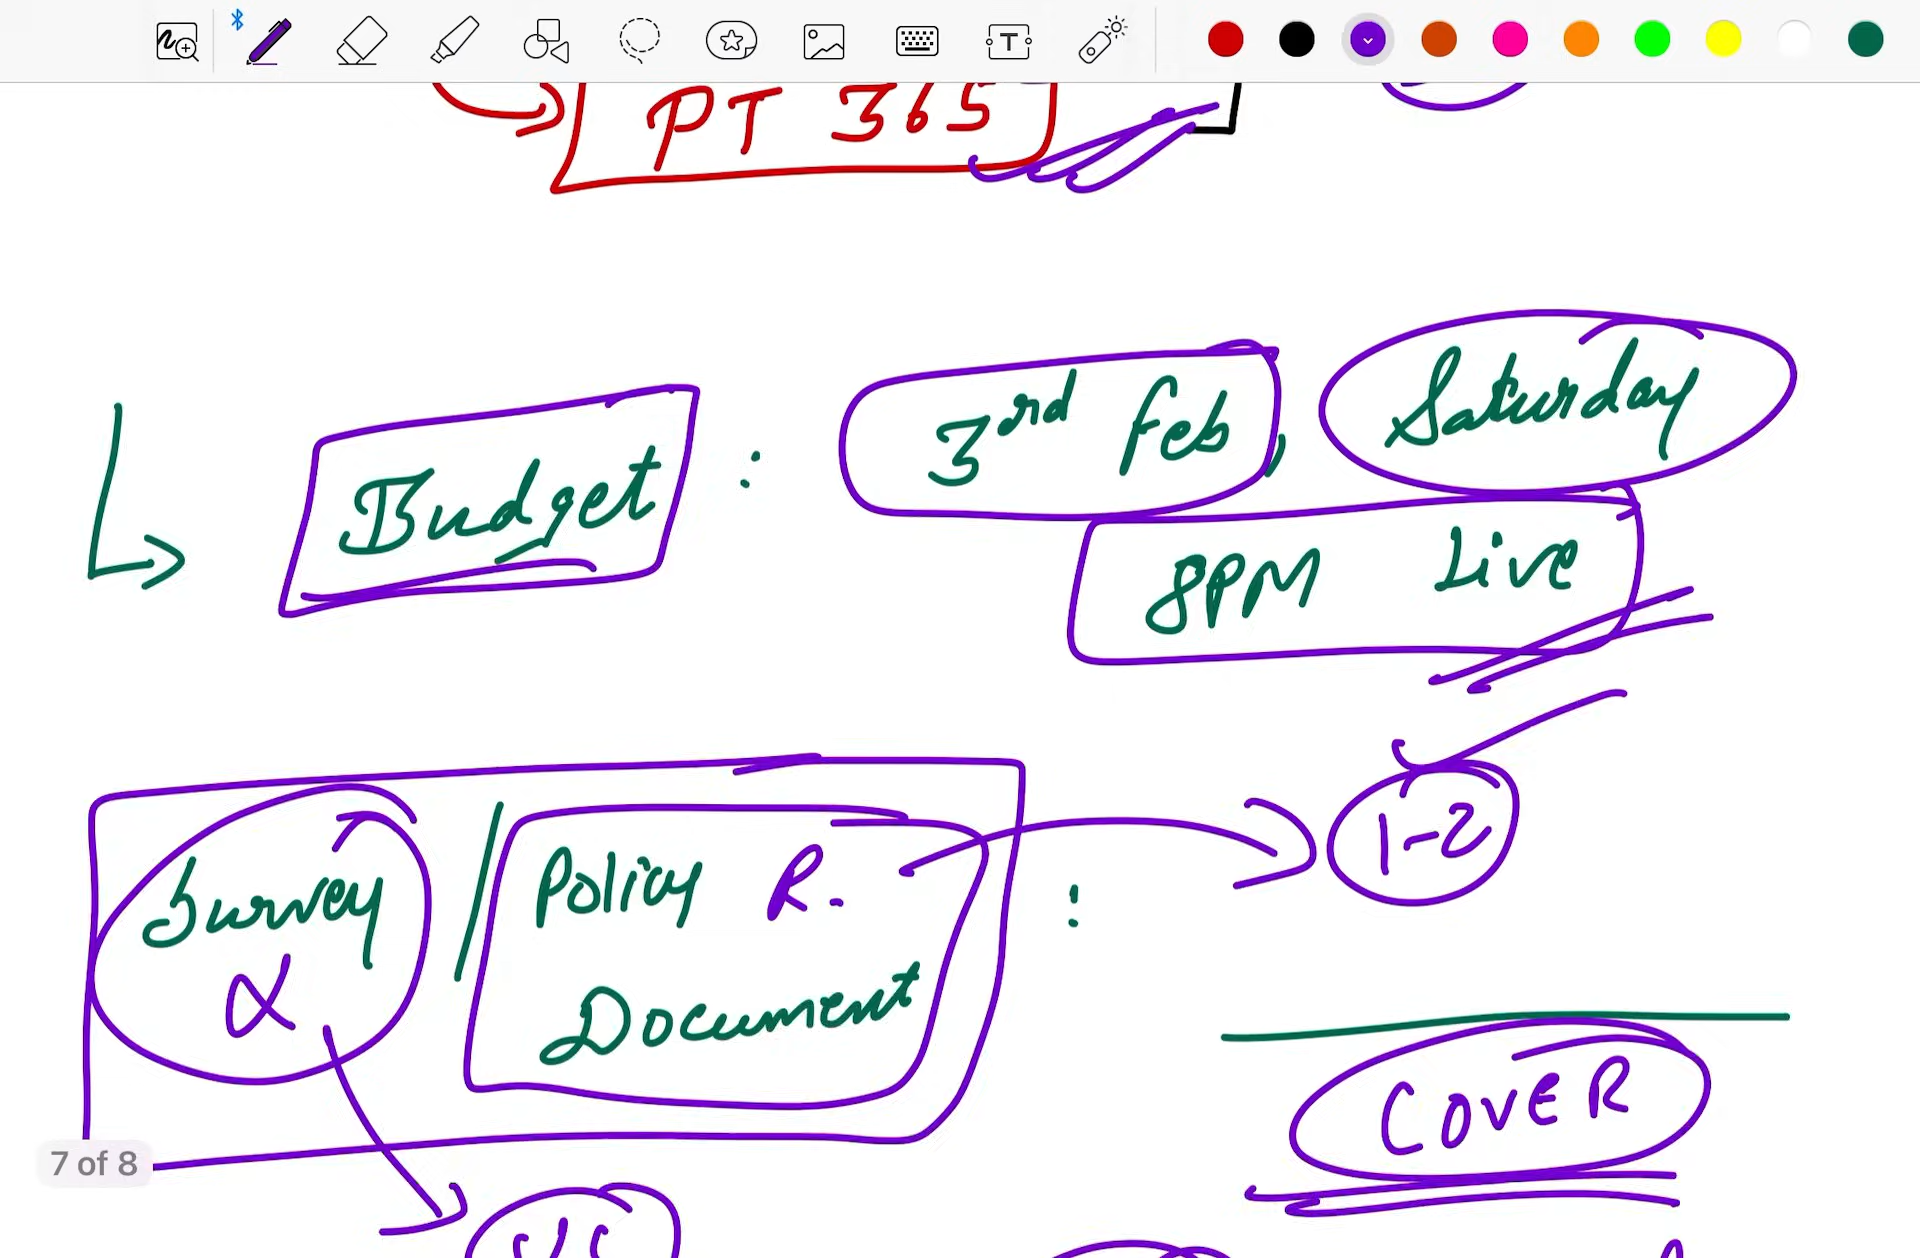 PT 365
Budget : 3rd Feb, Saturday
8PM Live
Survey / Policy R. : 1-2
Document
COVER
7 of 8